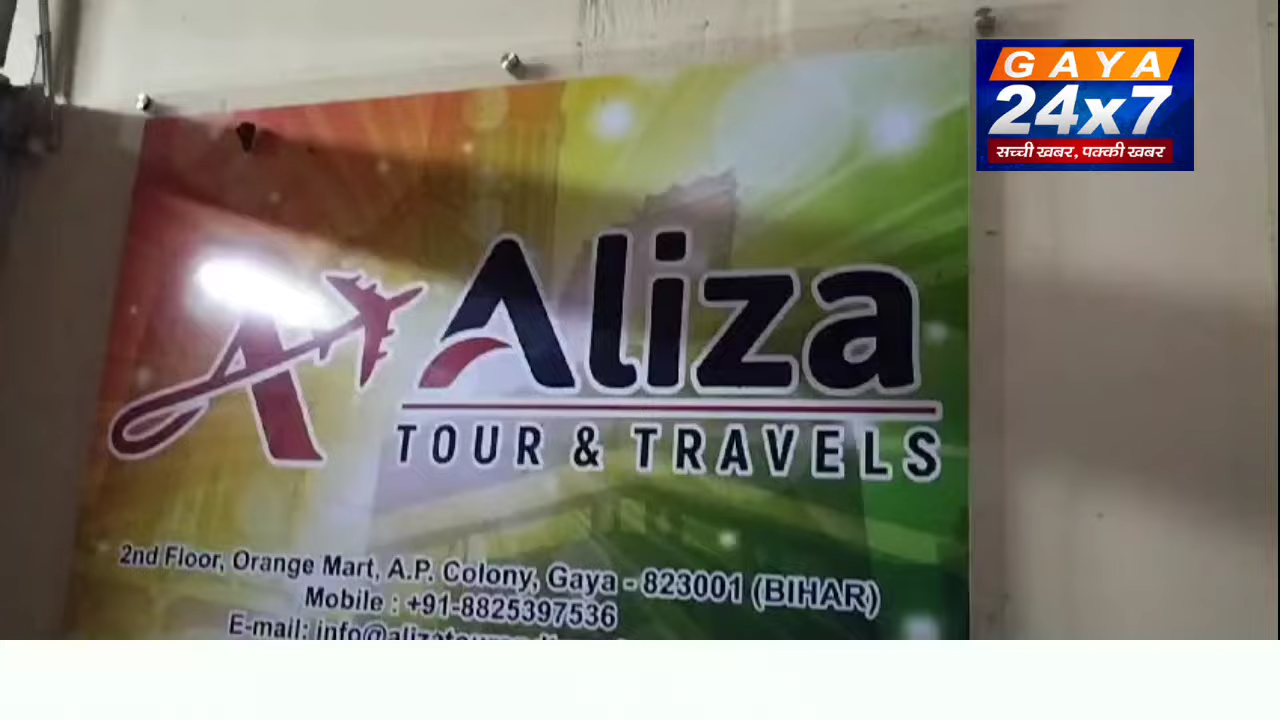 GAYA
24x7
सच्ची खबर, पक्की खबर
Aliza
TOUR & TRAVELS
2nd Floor, Orange Mart, A.P. Colony, Gaya - 823001 (BIHAR)
Mobile : +91-8825397536
E-mail: